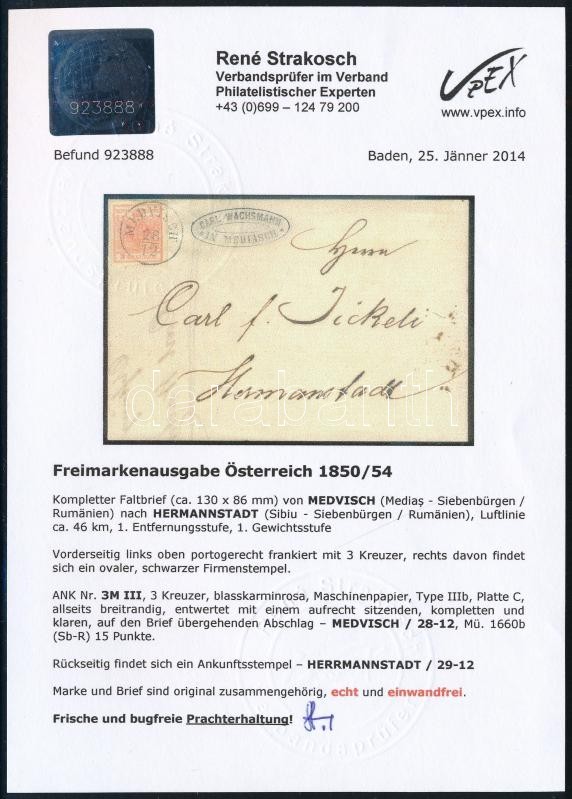 923888
René Strakosch
Verbandsprüfer im Verband
Philatelistischer Experten
+43 (0)699 – 124 79 200
VPEX
www.vpex.info
Befund 923888
Baden, 25. Jänner 2014
MEDVISCH
28
12
CARL WACHSMANN
IN MEDIASCH
Herrn
Carl f. Jickeli
Hermanstadt
darabanth
Freimarkenausgabe Österreich 1850/54
Kompletter Faltbrief (ca. 130 x 86 mm) von MEDVISCH (Mediaş - Siebenbürgen /
Rumänien) nach HERMANNSTADT (Sibiu - Siebenbürgen / Rumänien), Luftlinie
ca. 46 km, 1. Entfernungsstufe, 1. Gewichtsstufe
Vorderseitig links oben portogerecht frankiert mit 3 Kreuzer, rechts davon findet
sich ein ovaler, schwarzer Firmenstempel.
ANK Nr. 3M III, 3 Kreuzer, blasskarminrosa, Maschinenpapier, Type IIIb, Platte C,
allseits breitrandig, entwertet mit einem aufrecht sitzenden, kompletten und
klaren, auf den Brief übergehenden Abschlag – MEDVISCH / 28-12, Mü. 1660b
(Sb-R) 15 Punkte.
Rückseitig findet sich ein Ankunftsstempel – HERRMANNSTADT / 29-12
Marke und Brief sind original zusammengehörig, echt und einwandfrei.
Frische und bugfreie Prachterhaltung!